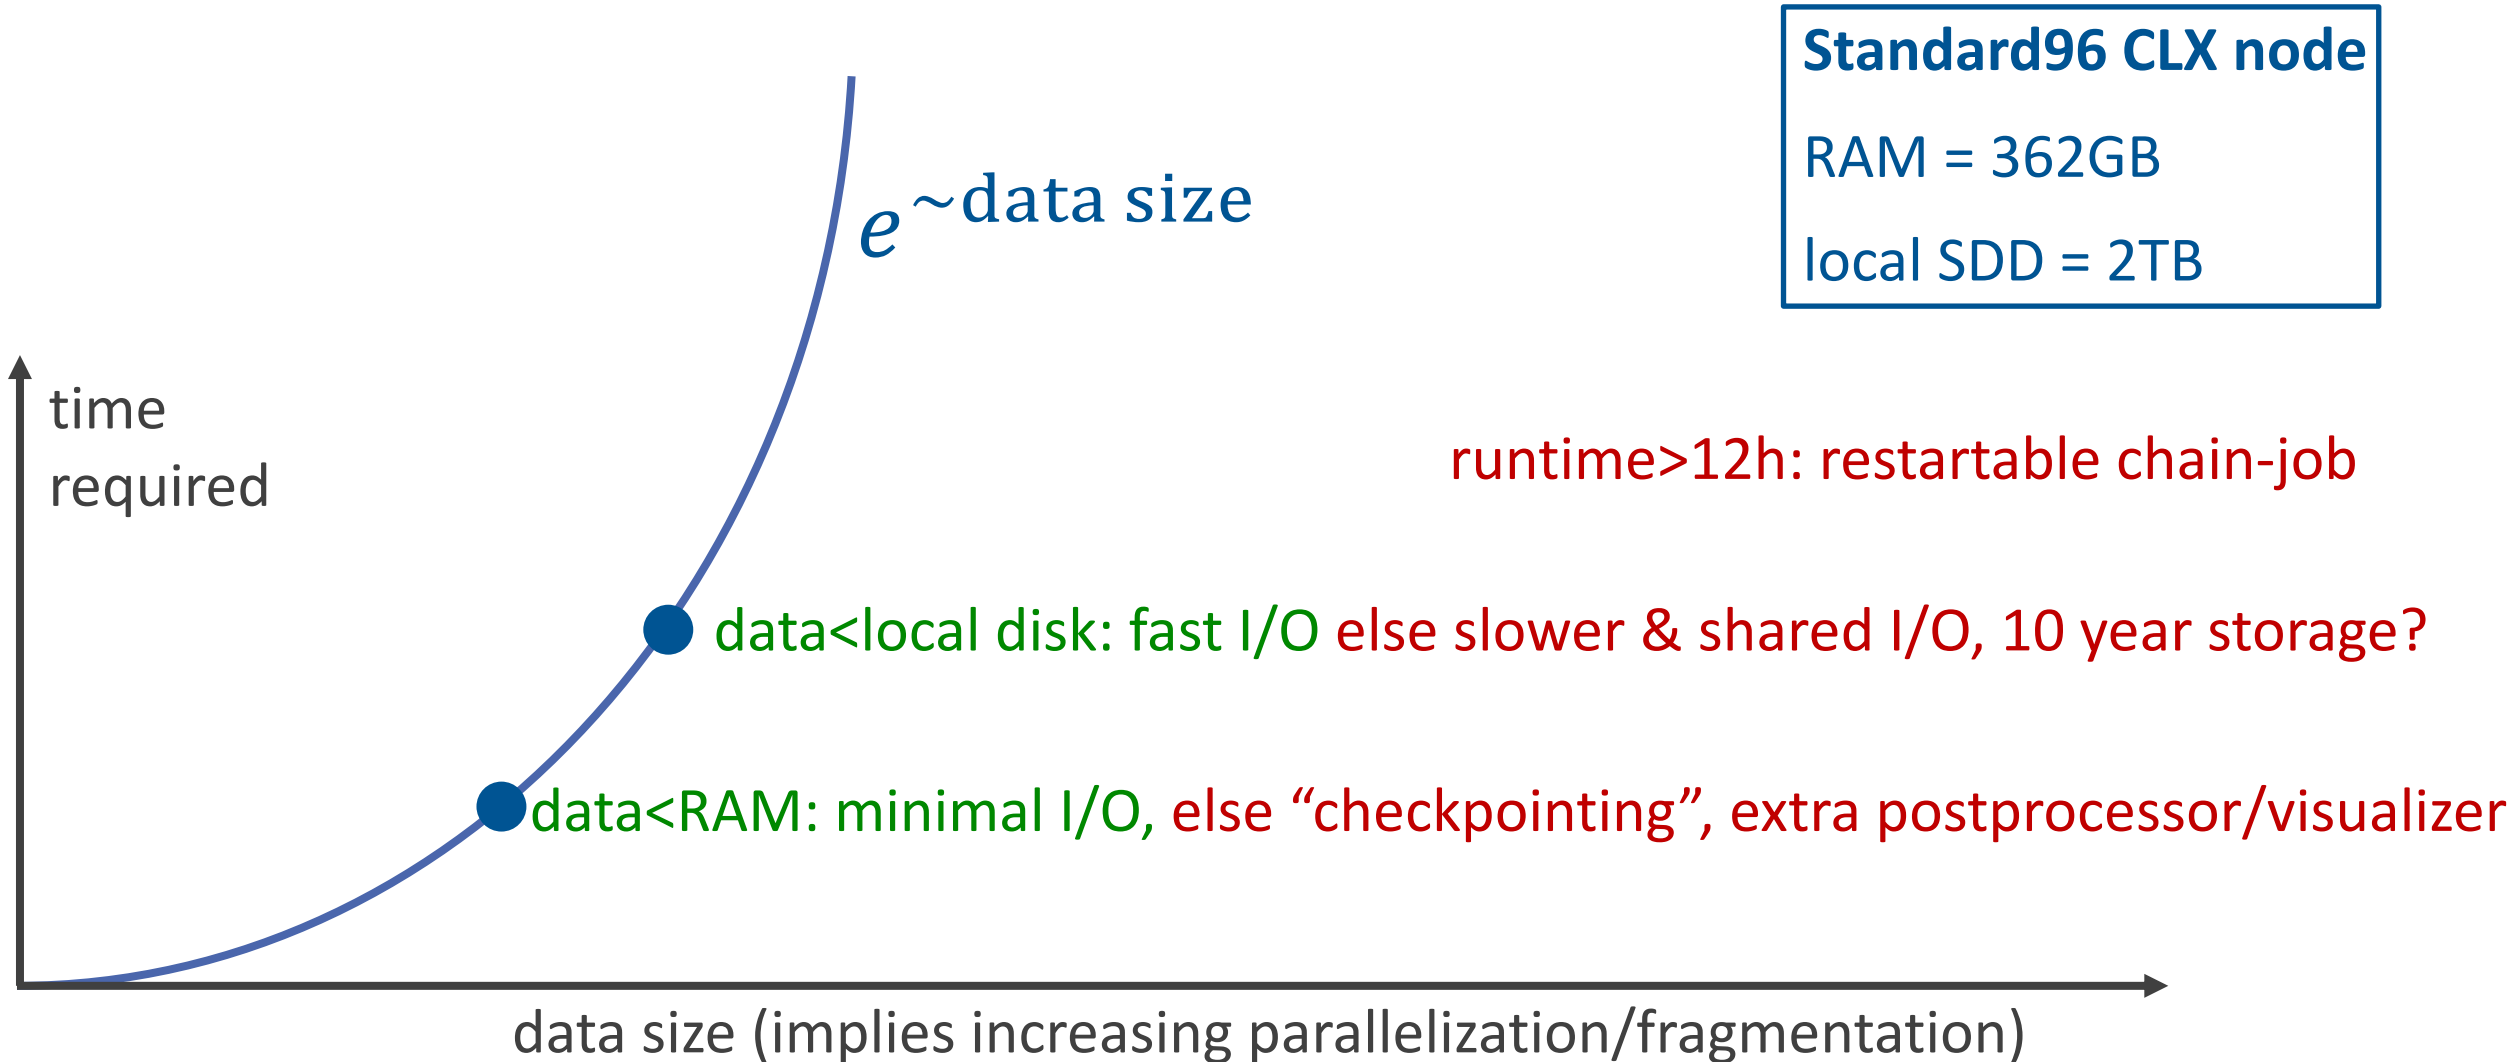 Standard96 CLX node
RAM = 362GB
local SDD = 2TB
e~data size
time
required
runtime>12h: restartable chain-job
data<local disk: fast I/O else slower & shared I/O, 10 year storage?
data<RAM: minimal I/O, else “checkpointing”, extra postprocessor/visualizer
data size (implies increasing parallelization/fragmentation)